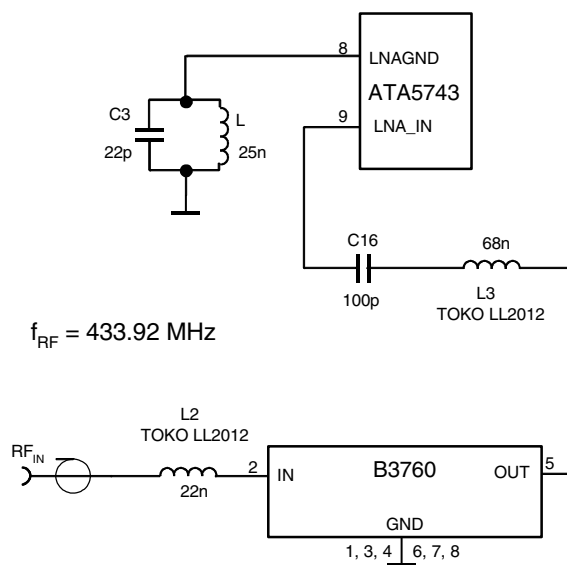 8 LNAGND
ATA5743
C3 L
22p 25n
9 LNA_IN
C16 68n
100p L3
TOKO LL2012
f_RF = 433.92 MHz
L2
TOKO LL2012
RF_IN
22n
2 IN B3760 OUT 5
GND
1, 3, 4 6, 7, 8